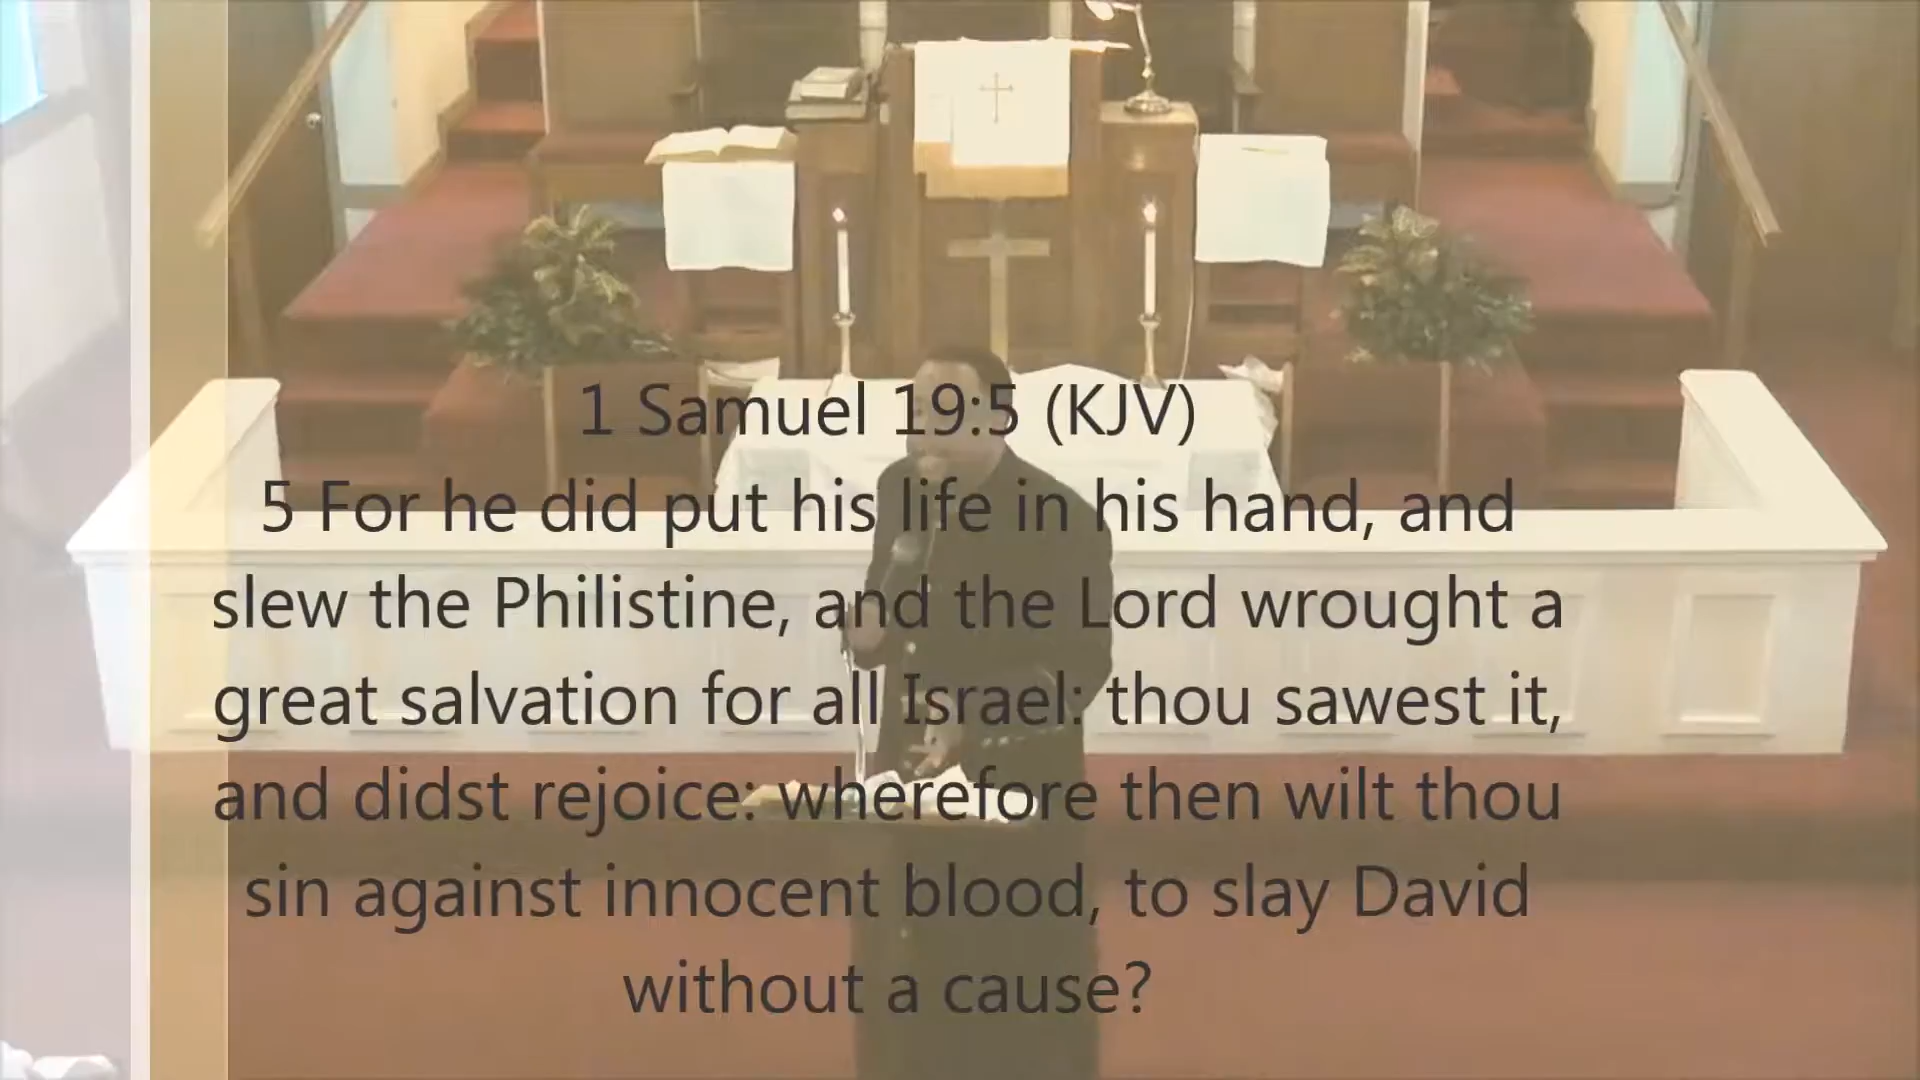 1 Samuel 19:5 (KJV)
5 For he did put his life in his hand, and
slew the Philistine, and the Lord wrought a
great salvation for all Israel: thou sawest it,
and didst rejoice: wherefore then wilt thou
sin against innocent blood, to slay David
without a cause?